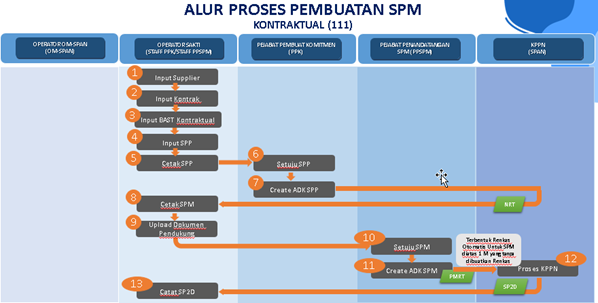 ALUR PROSES PEMBUATAN SPM
KONTRAKTUAL (111)
OPERATOR OM-SPAN
(OM-SPAN)
OPERATOR SAKTI
(STAFF PPK/STAFF PPSPM)
PEJABAT PEMBUAT KOMITMEN
(PPK)
PEJABAT PENANDATANGAN
SPM (PPSPM)
KPPN
(SPAN)
1 Input Supplier
2 Input Kontrak
3 Input BAST Kontraktual
4 Input SPP
5 Cetak SPP
6 Setuju SPP
7 Create ADK SPP
NET
8 Cetak SPM
9 Upload Dokumen
Pendukung
10 Setuju SPM
11 Create ADK SPM
Terbentuk Renkas
Otomatis Untuk SPM
diatas 1 M yang tanpa
dibuatkan Renkas
PMRT
12 Proses KPPN
SP2D
13 Catat SP2D